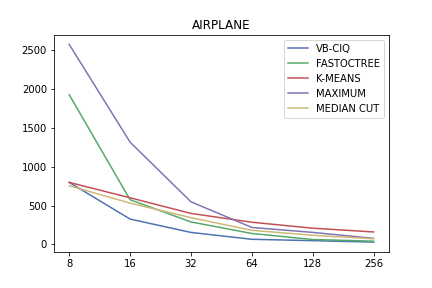 AIRPLANE
2500
2000
1500
1000
500
0
VB-CIQ
FASTOCTREE
K-MEANS
MAXIMUM
MEDIAN CUT
8 16 32 64 128 256